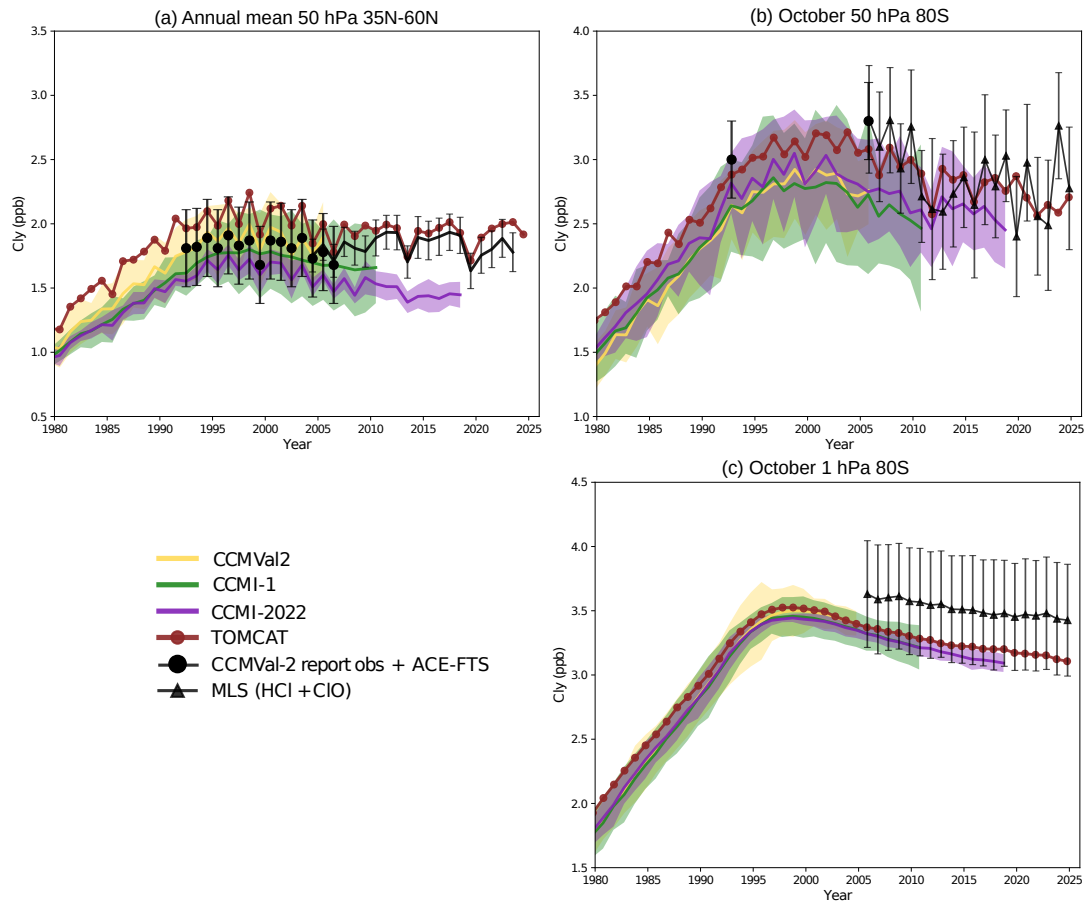 (a) Annual mean 50 hPa 35N-60N
3.5
3.0
2.5
2.0
1.5
1.0
0.5
Cly (ppb)
1980 1985 1990 1995 2000 2005 2010 2015 2020 2025
Year
(b) October 50 hPa 80S
4.0
3.5
3.0
2.5
2.0
1.5
1.0
Cly (ppb)
1980 1985 1990 1995 2000 2005 2010 2015 2020 2025
Year
(c) October 1 hPa 80S
4.5
4.0
3.5
3.0
2.5
2.0
1.5
Cly (ppb)
1980 1985 1990 1995 2000 2005 2010 2015 2020 2025
Year
CCMVal2
CCMI-1
CCMI-2022
TOMCAT
CCMVal-2 report obs + ACE-FTS
MLS (HCl +ClO)